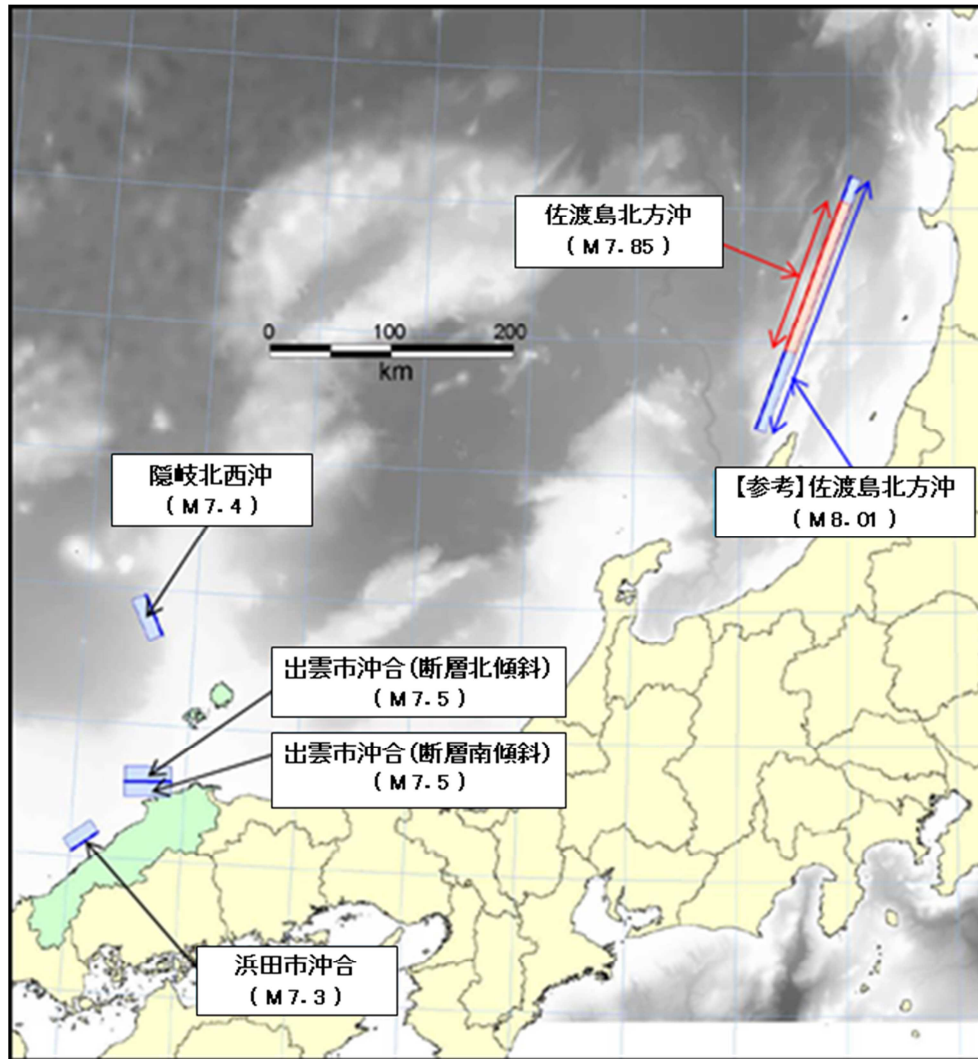 佐渡島北方沖
(M7.85)
0 100 200
km
隠岐北西沖
(M7.4)
【参考】佐渡島北方沖
(M8.01)
出雲市沖合(断層北傾斜)
(M7.5)
出雲市沖合(断層南傾斜)
(M7.5)
浜田市沖合
(M7.3)